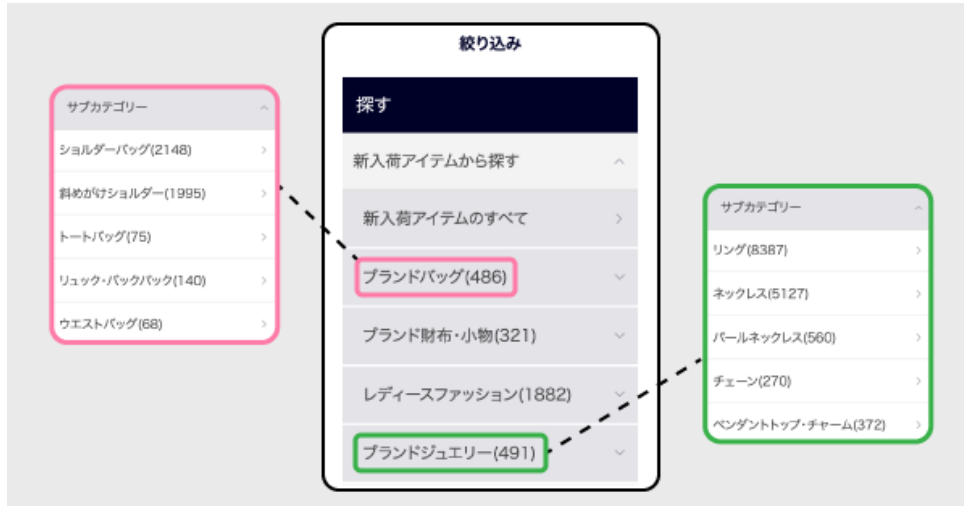 絞り込み
探す
新入荷アイテムから探す
新入荷アイテムのすべて
ブランドバッグ(486)
ブランド財布・小物(321)
レディースファッション(1882)
ブランドジュエリー(491)
サブカテゴリー
ショルダーバッグ(2148)
斜めがけショルダー(1995)
トートバッグ(75)
リュック・バックパック(140)
ウエストバッグ(68)
サブカテゴリー
リング(8387)
ネックレス(5127)
パールネックレス(560)
チェーン(270)
ペンダントトップ・チャーム(372)